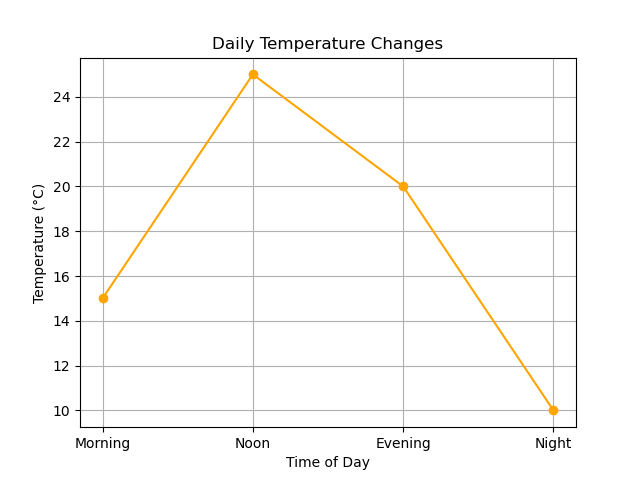 Daily Temperature Changes
24
22
20
18
16
14
12
10
Temperature (°C)
Morning Noon Evening Night
Time of Day